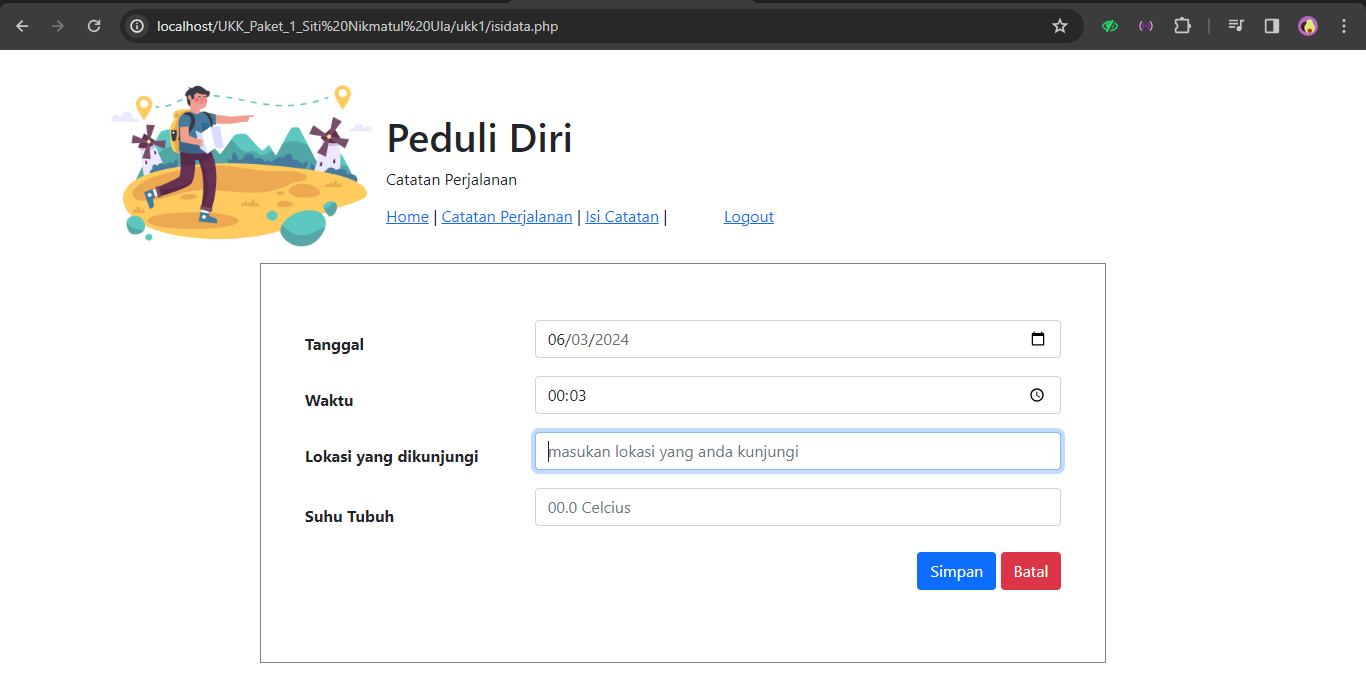 localhost/UKK_Paket_1_Siti%20Nikmatul%20Ula/ukk1/isidata.php
Peduli Diri
Catatan Perjalanan
Home | Catatan Perjalanan | Isi Catatan | Logout
Tanggal 06/03/2024
Waktu 00:03
Lokasi yang dikunjungi masukan lokasi yang anda kunjungi
Suhu Tubuh 00.0 Celcius
Simpan Batal